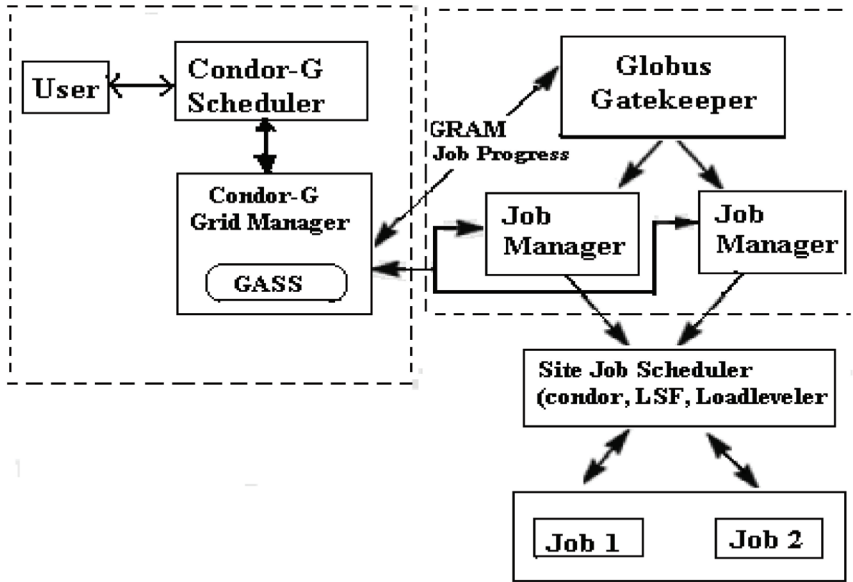 User
Condor-G
Scheduler
Condor-G
Grid Manager
GASS
GRAM
Job Progress
Globus
Gatekeeper
Job
Manager
Job
Manager
Site Job Scheduler
(condor, LSF, Loadleveler
Job 1
Job 2